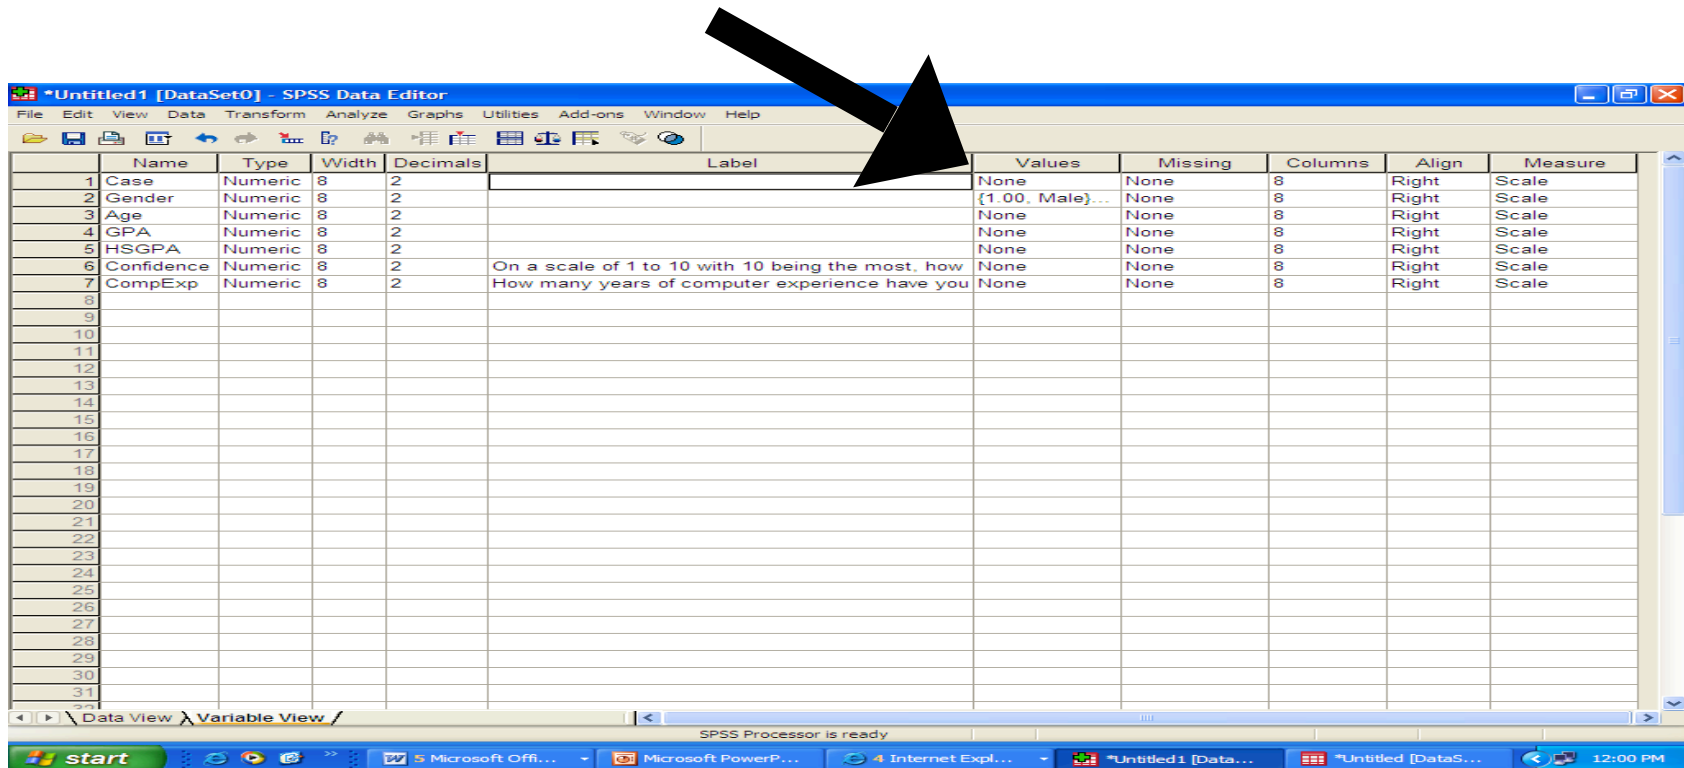 *Untitled1 [DataSet0] - SPSS Data Editor
File Edit View Data Transform Analyze Graphs Utilities Add-ons Window Help
Name Type Width Decimals Label Values Missing Columns Align Measure
1 Case Numeric 8 2 None None 8 Right Scale
2 Gender Numeric 8 2 {1.00, Male}... None 8 Right Scale
3 Age Numeric 8 2 None None 8 Right Scale
4 GPA Numeric 8 2 None None 8 Right Scale
5 HSGPA Numeric 8 2 None None 8 Right Scale
6 Confidence Numeric 8 2 On a scale of 1 to 10 with 10 being the most, how None None 8 Right Scale
7 CompExp Numeric 8 2 How many years of computer experience have you None None 8 Right Scale
8
9
10
11
12
13
14
15
16
17
18
19
20
21
22
23
24
25
26
27
28
29
30
31
Data View Variable View
SPSS Processor is ready
start 5 Microsoft Offi... Microsoft PowerP... 4 Internet Expl... *Untitled1 [Data... *Untitled [DataS... 12:00 PM